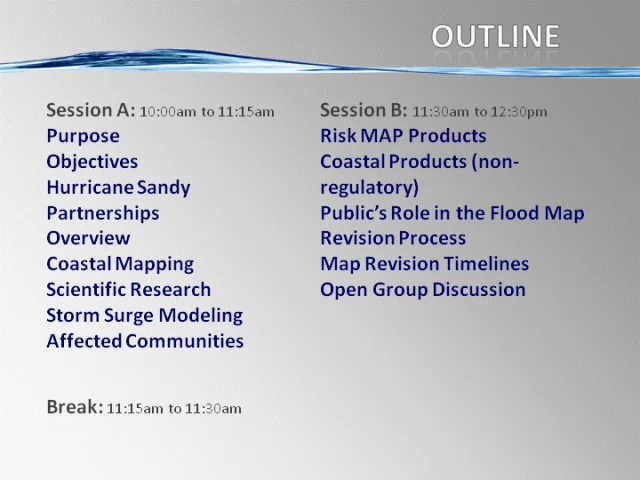 OUTLINE
Session A: 10:00am to 11:15am
Purpose
Objectives
Hurricane Sandy
Partnerships
Overview
Coastal Mapping
Scientific Research
Storm Surge Modeling
Affected Communities
Break: 11:15am to 11:30am
Session B: 11:30am to 12:30pm
Risk MAP Products
Coastal Products (non-
regulatory)
Public’s Role in the Flood Map
Revision Process
Map Revision Timelines
Open Group Discussion